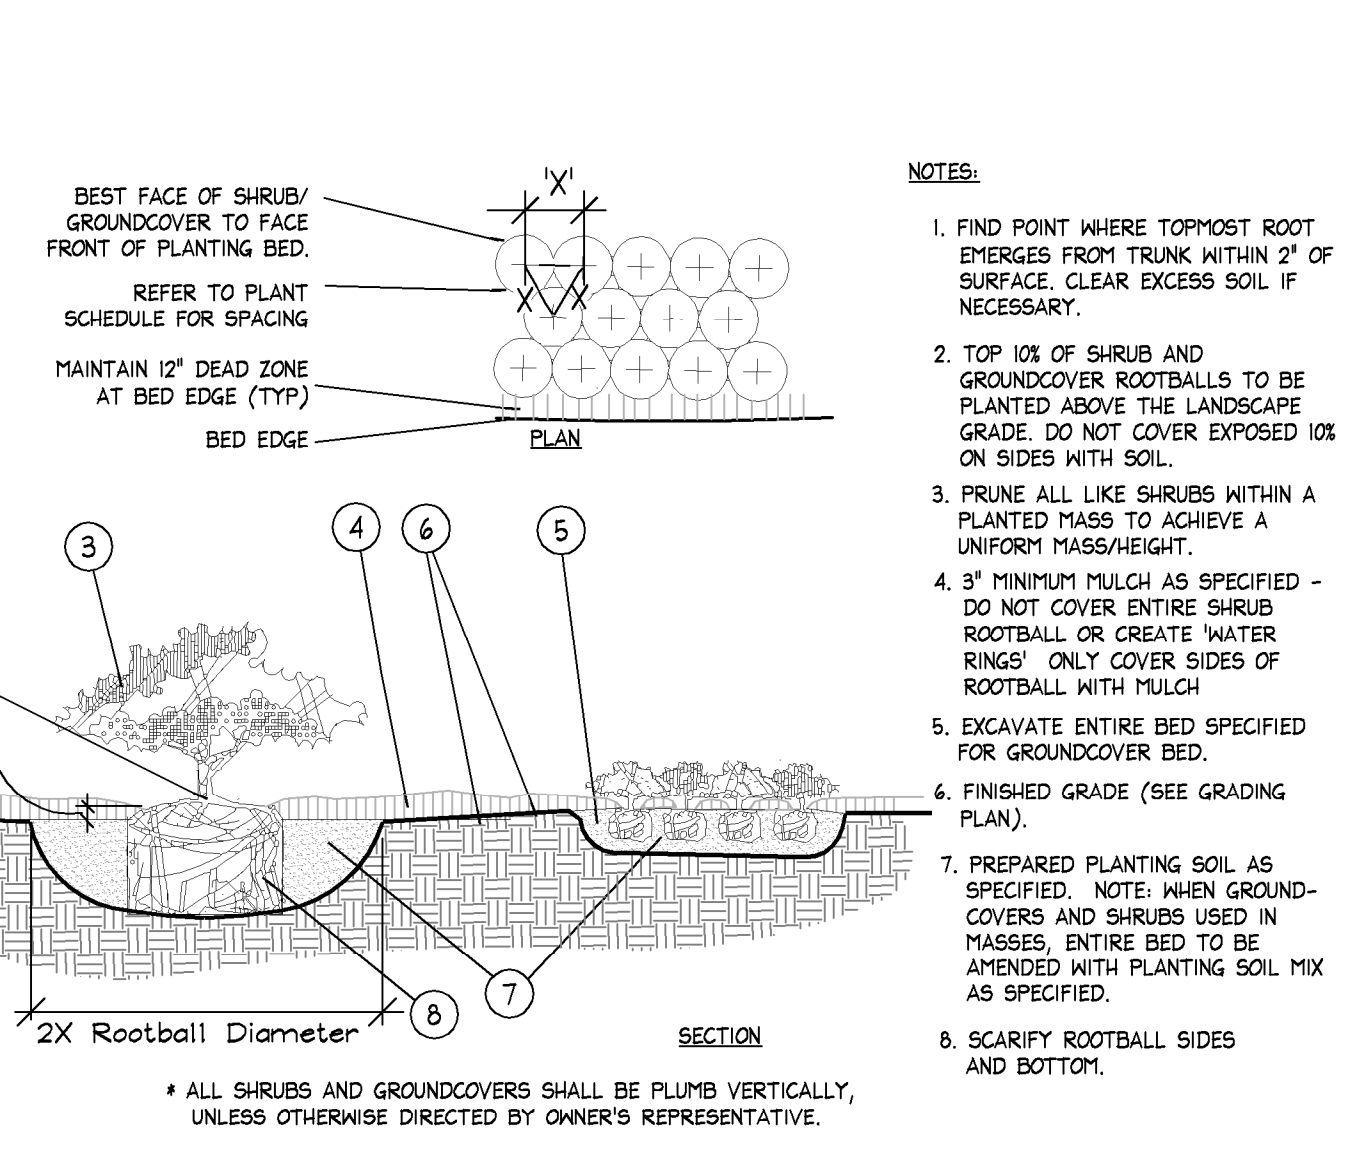 BEST FACE OF SHRUB/
GROUNDCOVER TO FACE
FRONT OF PLANTING BED.
REFER TO PLANT
SCHEDULE FOR SPACING
MAINTAIN 12" DEAD ZONE
AT BED EDGE (TYP)
BED EDGE
'X'
X X
PLAN
3
4
6
5
7
8
2X Rootball Diameter
SECTION
* ALL SHRUBS AND GROUNDCOVERS SHALL BE PLUMB VERTICALLY,
UNLESS OTHERWISE DIRECTED BY OWNER'S REPRESENTATIVE.
NOTES:
1. FIND POINT WHERE TOPMOST ROOT
EMERGES FROM TRUNK WITHIN 2" OF
SURFACE. CLEAR EXCESS SOIL IF
NECESSARY.
2. TOP 10% OF SHRUB AND
GROUNDCOVER ROOTBALLS TO BE
PLANTED ABOVE THE LANDSCAPE
GRADE. DO NOT COVER EXPOSED 10%
ON SIDES WITH SOIL.
3. PRUNE ALL LIKE SHRUBS WITHIN A
PLANTED MASS TO ACHIEVE A
UNIFORM MASS/HEIGHT.
4. 3" MINIMUM MULCH AS SPECIFIED -
DO NOT COVER ENTIRE SHRUB
ROOTBALL OR CREATE 'WATER
RINGS' ONLY COVER SIDES OF
ROOTBALL WITH MULCH
5. EXCAVATE ENTIRE BED SPECIFIED
FOR GROUNDCOVER BED.
6. FINISHED GRADE (SEE GRADING
PLAN).
7. PREPARED PLANTING SOIL AS
SPECIFIED. NOTE: WHEN GROUND-
COVERS AND SHRUBS USED IN
MASSES, ENTIRE BED TO BE
AMENDED WITH PLANTING SOIL MIX
AS SPECIFIED.
8. SCARIFY ROOTBALL SIDES
AND BOTTOM.